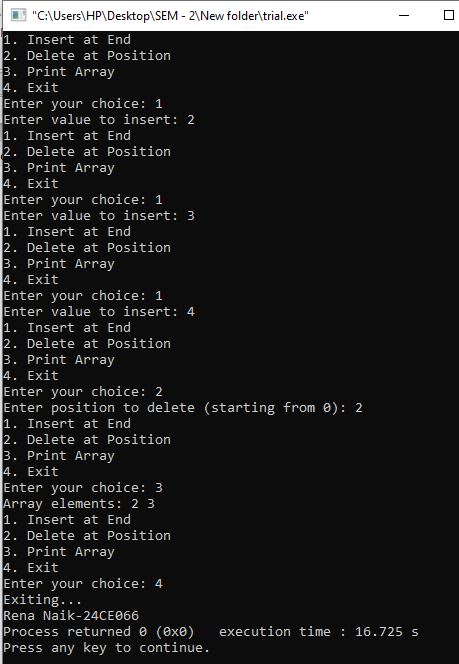 "C:\Users\HP\Desktop\SEM - 2\New folder\trial.exe"
1. Insert at End
2. Delete at Position
3. Print Array
4. Exit
Enter your choice: 1
Enter value to insert: 2
1. Insert at End
2. Delete at Position
3. Print Array
4. Exit
Enter your choice: 1
Enter value to insert: 3
1. Insert at End
2. Delete at Position
3. Print Array
4. Exit
Enter your choice: 1
Enter value to insert: 4
1. Insert at End
2. Delete at Position
3. Print Array
4. Exit
Enter your choice: 2
Enter position to delete (starting from 0): 2
1. Insert at End
2. Delete at Position
3. Print Array
4. Exit
Enter your choice: 3
Array elements: 2 3
1. Insert at End
2. Delete at Position
3. Print Array
4. Exit
Enter your choice: 4
Exiting...
Rena Naik-24CE066
Process returned 0 (0x0)   execution time : 16.725 s
Press any key to continue.